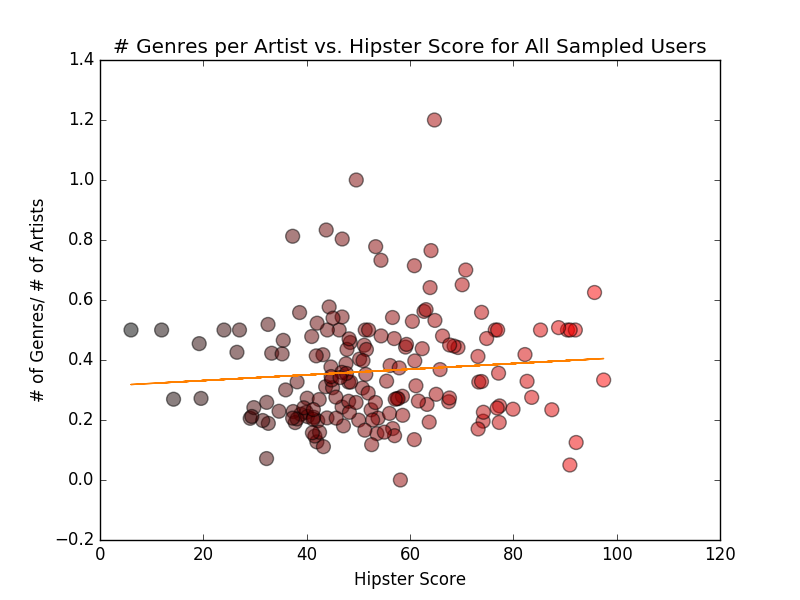 # Genres per Artist vs. Hipster Score for All Sampled Users
1.4
1.2
1.0
0.8
0.6
0.4
0.2
0.0
−0.2
# of Genres/ # of Artists
0 20 40 60 80 100 120
Hipster Score